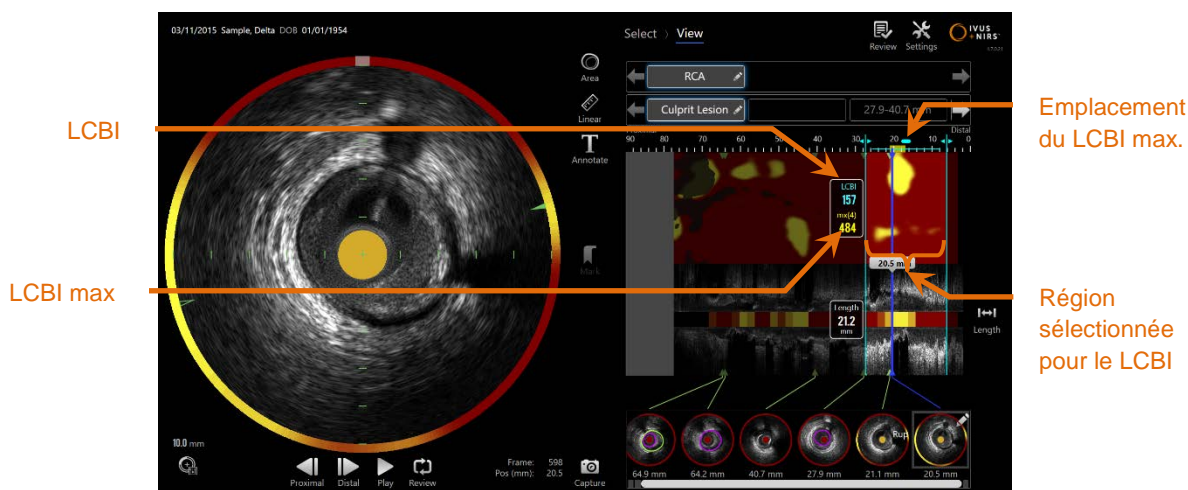 03/11/2015 Sample, Delta DOB 01/01/1954
Select > View
Review
Settings
IVUS
+NIRS
Area
Linear
T
Annotate
Mark
RCA
Culprit Lesion
27.9-40.7 mm
Proximal
Distal
90 80 70 60 50 40 30 20 10 0
LCBI
157
mx(4)
484
20.5 mm
Length
21.2
mm
Length
Rup
64.9 mm 64.2 mm 40.7 mm 27.9 mm 21.1 mm 20.5 mm
10.0 mm
Proximal Distal Play Review
Frame: 598
Pos (mm): 20.5
Capture
LCBI
LCBI max
Emplacement
du LCBI max.
Région
sélectionnée
pour le LCBI